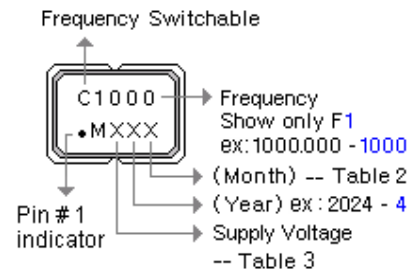 Frequency Switchable
C1000
.MXXX
Frequency
Show only F1
ex:1000.000 -1000
(Month) -- Table 2
(Year) ex : 2024 - 4
Supply Voltage
-- Table 3
Pin # 1
indicator